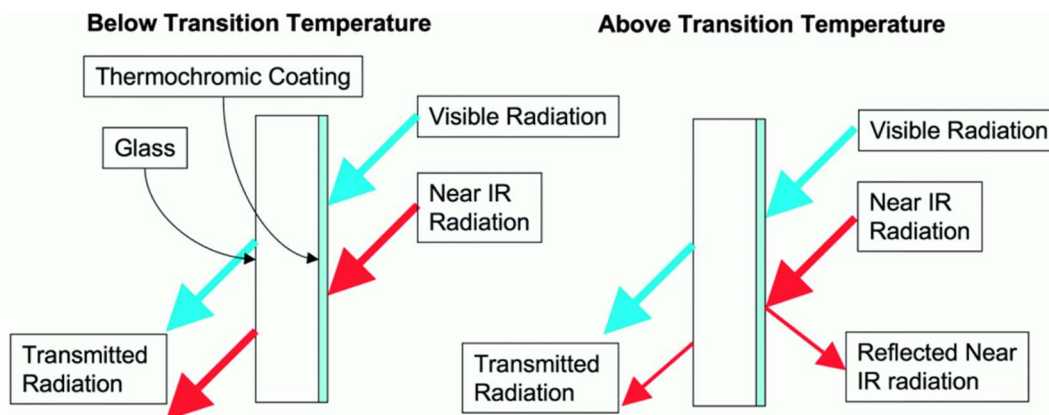 Below Transition Temperature
Thermochromic Coating
Glass
Visible Radiation
Near IR
Radiation
Transmitted
Radiation
Above Transition Temperature
Visible Radiation
Near IR
Radiation
Transmitted
Radiation
Reflected Near
IR radiation